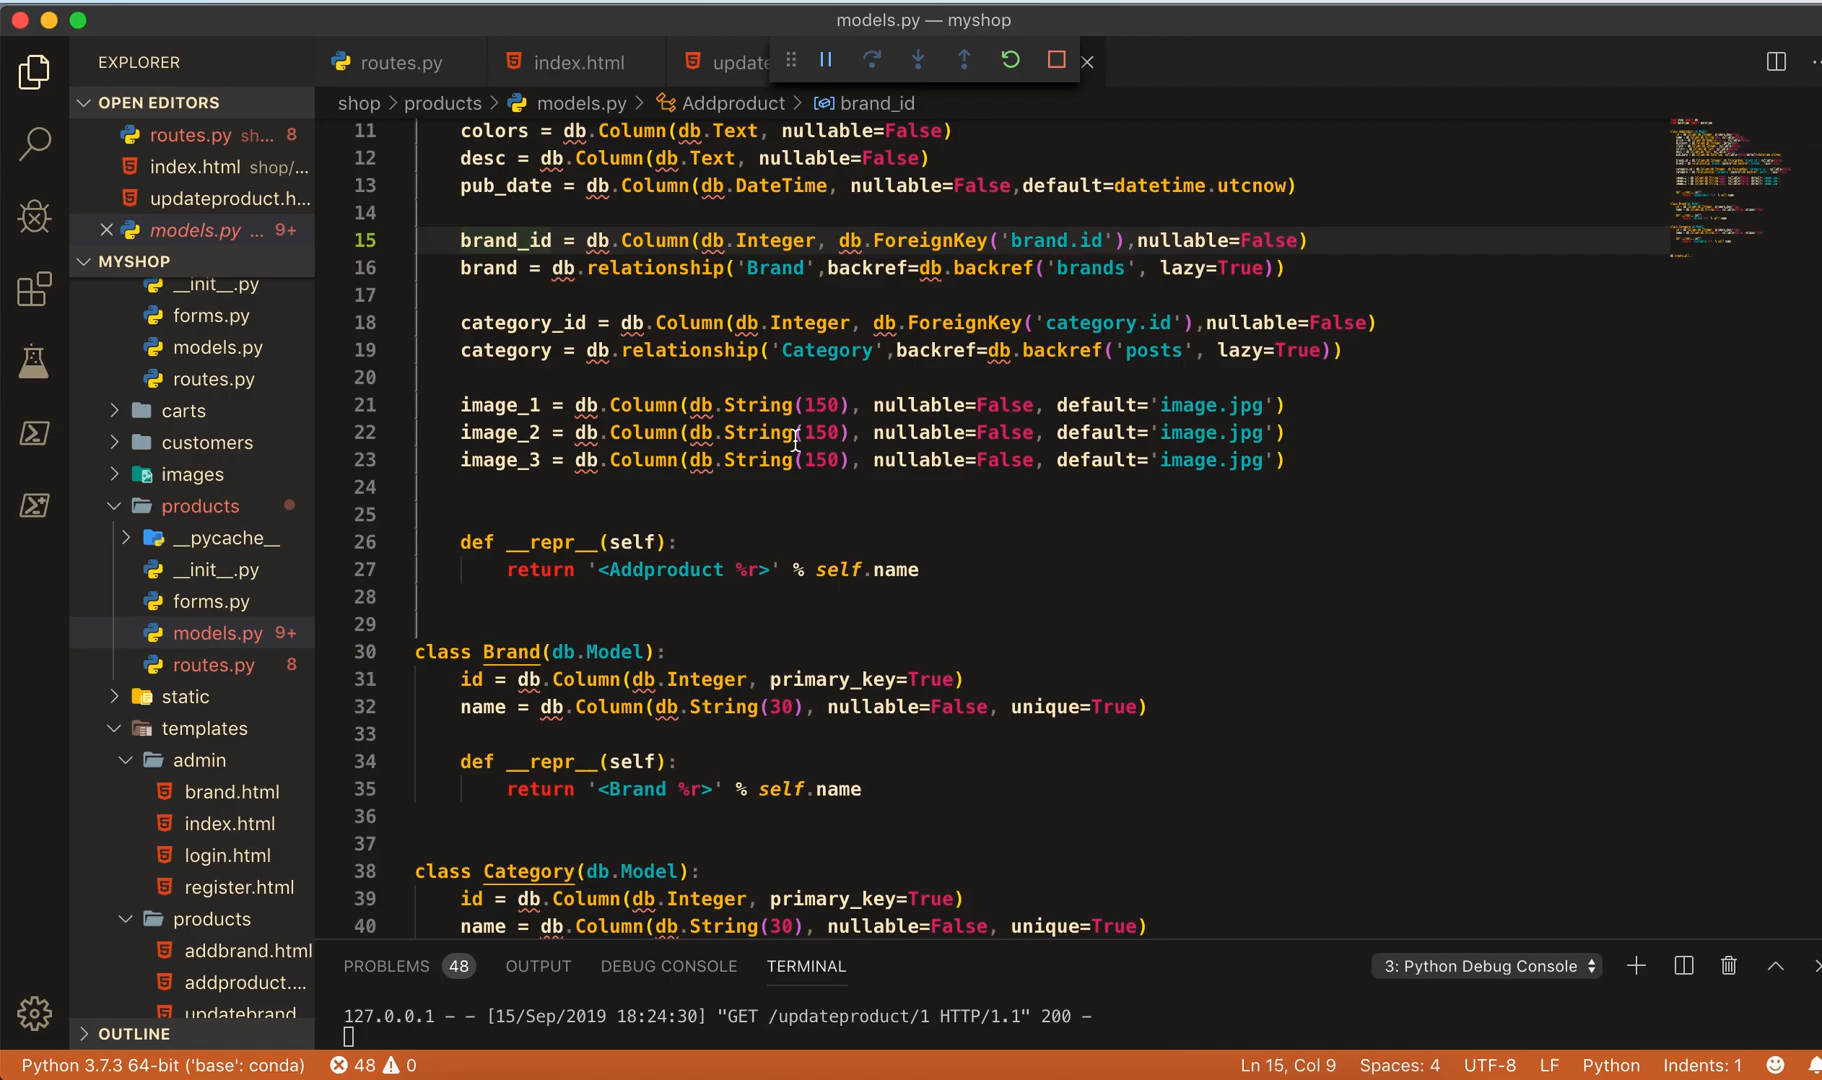 models.py — myshop
EXPLORER
OPEN EDITORS
routes.py sh... 8
index.html shop/...
updateproduct.h...
models.py ... 9+
MYSHOP
__init__.py
forms.py
models.py
routes.py
carts
customers
images
products
__pycache__
__init__.py
forms.py
models.py 9+
routes.py 8
static
templates
admin
brand.html
index.html
login.html
register.html
products
addbrand.html
addproduct....
updatebrand
OUTLINE
routes.py
index.html
update
shop > products > models.py > Addproduct > brand_id
11 colors = db.Column(db.Text, nullable=False)
12 desc = db.Column(db.Text, nullable=False)
13 pub_date = db.Column(db.DateTime, nullable=False,default=datetime.utcnow)
14
15 brand_id = db.Column(db.Integer, db.ForeignKey('brand.id'),nullable=False)
16 brand = db.relationship('Brand',backref=db.backref('brands', lazy=True))
17
18 category_id = db.Column(db.Integer, db.ForeignKey('category.id'),nullable=False)
19 category = db.relationship('Category',backref=db.backref('posts', lazy=True))
20
21 image_1 = db.Column(db.String(150), nullable=False, default='image.jpg')
22 image_2 = db.Column(db.String(150), nullable=False, default='image.jpg')
23 image_3 = db.Column(db.String(150), nullable=False, default='image.jpg')
24
25
26 def __repr__(self):
27 return '<Addproduct %r>' % self.name
28
29
30 class Brand(db.Model):
31 id = db.Column(db.Integer, primary_key=True)
32 name = db.Column(db.String(30), nullable=False, unique=True)
33
34 def __repr__(self):
35 return '<Brand %r>' % self.name
36
37
38 class Category(db.Model):
39 id = db.Column(db.Integer, primary_key=True)
40 name = db.Column(db.String(30), nullable=False, unique=True)
PROBLEMS 48 OUTPUT DEBUG CONSOLE TERMINAL 3: Python Debug Console
127.0.0.1 - - [15/Sep/2019 18:24:30] "GET /updateproduct/1 HTTP/1.1" 200 -
Python 3.7.3 64-bit ('base': conda) 48 0 Ln 15, Col 9 Spaces: 4 UTF-8 LF Python Indents: 1